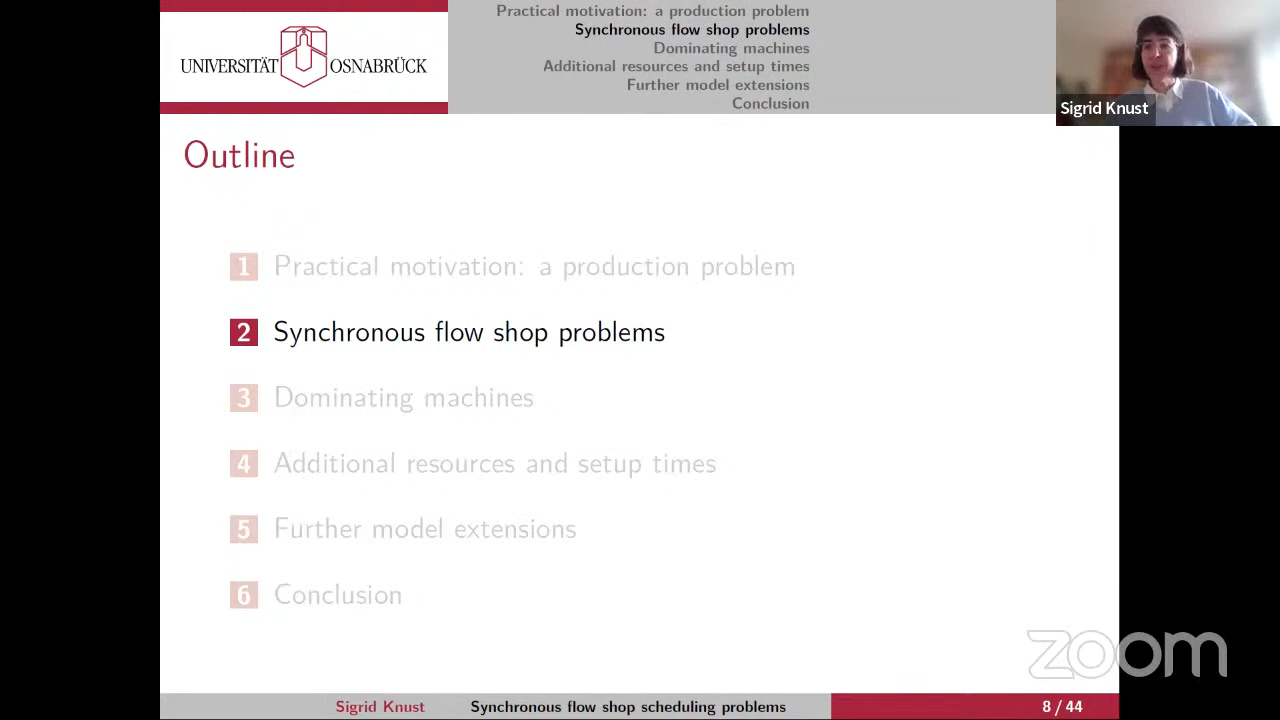 UNIVERSITÄT OSNABRÜCK
Practical motivation: a production problem
Synchronous flow shop problems
Dominating machines
Additional resources and setup times
Further model extensions
Conclusion
Sigrid Knust
Outline
1 Practical motivation: a production problem
2 Synchronous flow shop problems
3 Dominating machines
4 Additional resources and setup times
5 Further model extensions
6 Conclusion
zoom
Sigrid Knust Synchronous flow shop scheduling problems 8 / 44